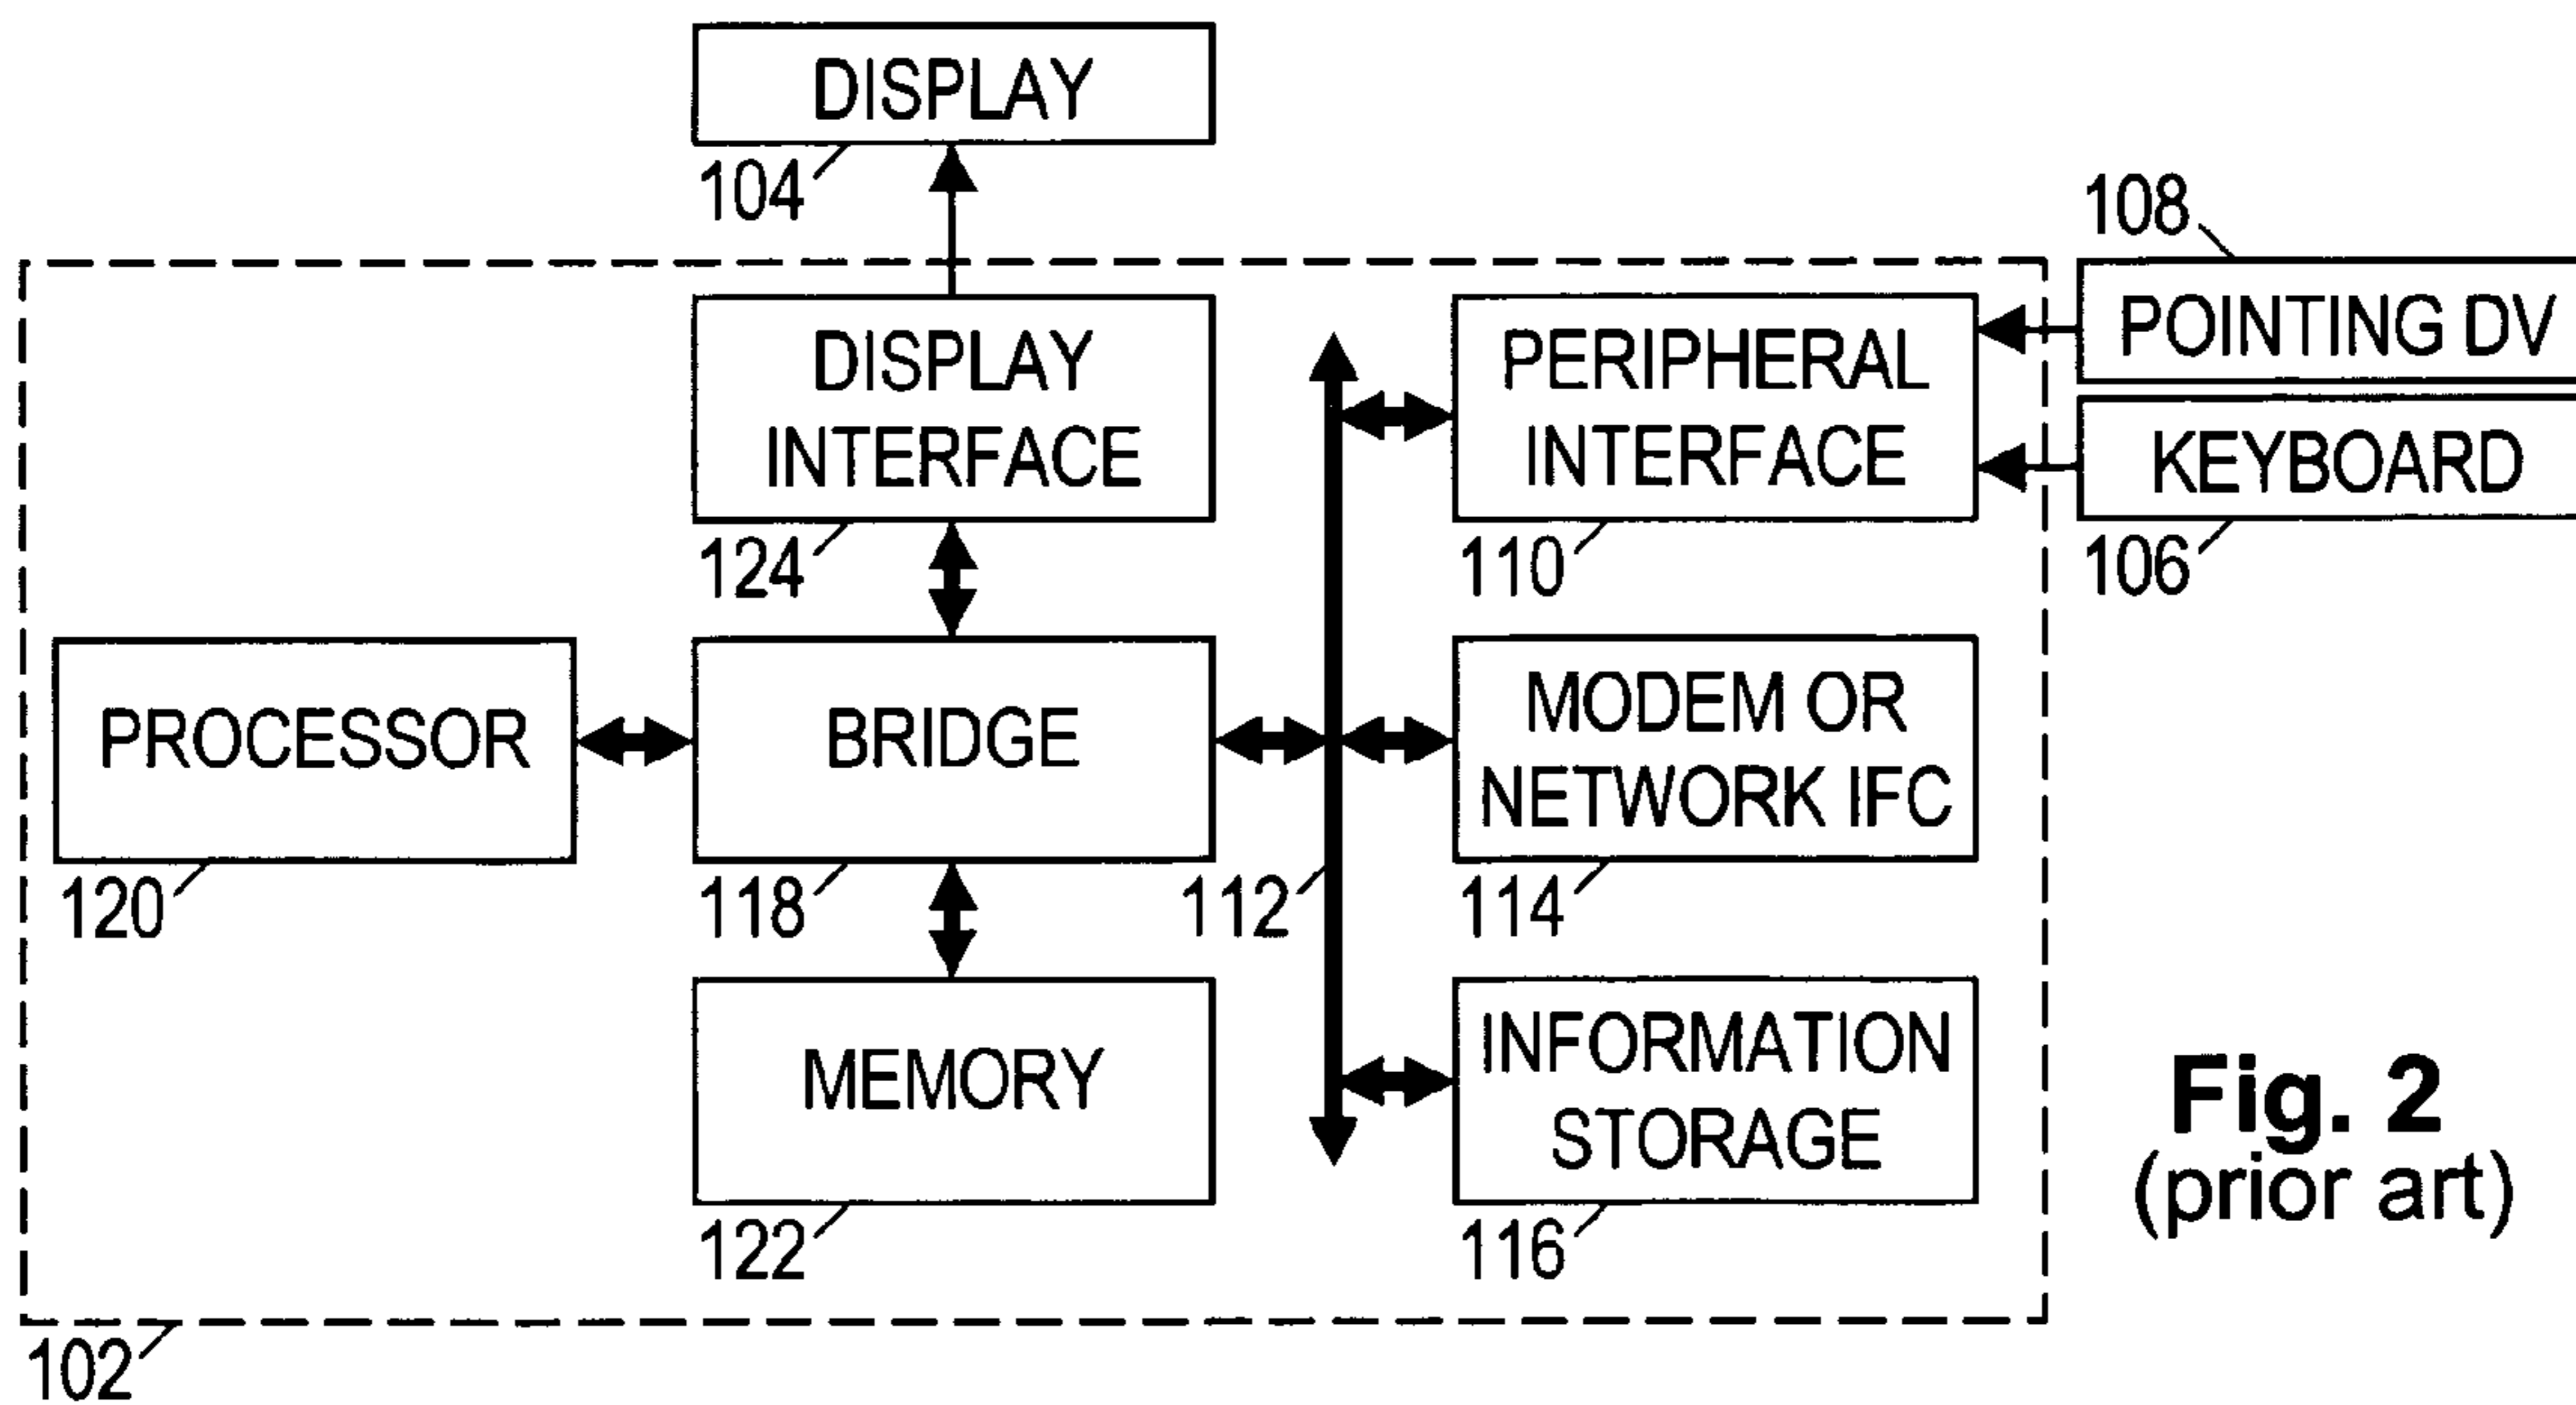 DISPLAY
104
108
POINTING DV
DISPLAY
INTERFACE
124
PERIPHERAL
INTERFACE
110
KEYBOARD
106
PROCESSOR
120
BRIDGE
118
112
MODEM OR
NETWORK IFC
114
MEMORY
122
INFORMATION
STORAGE
116
102
Fig. 2
(prior art)